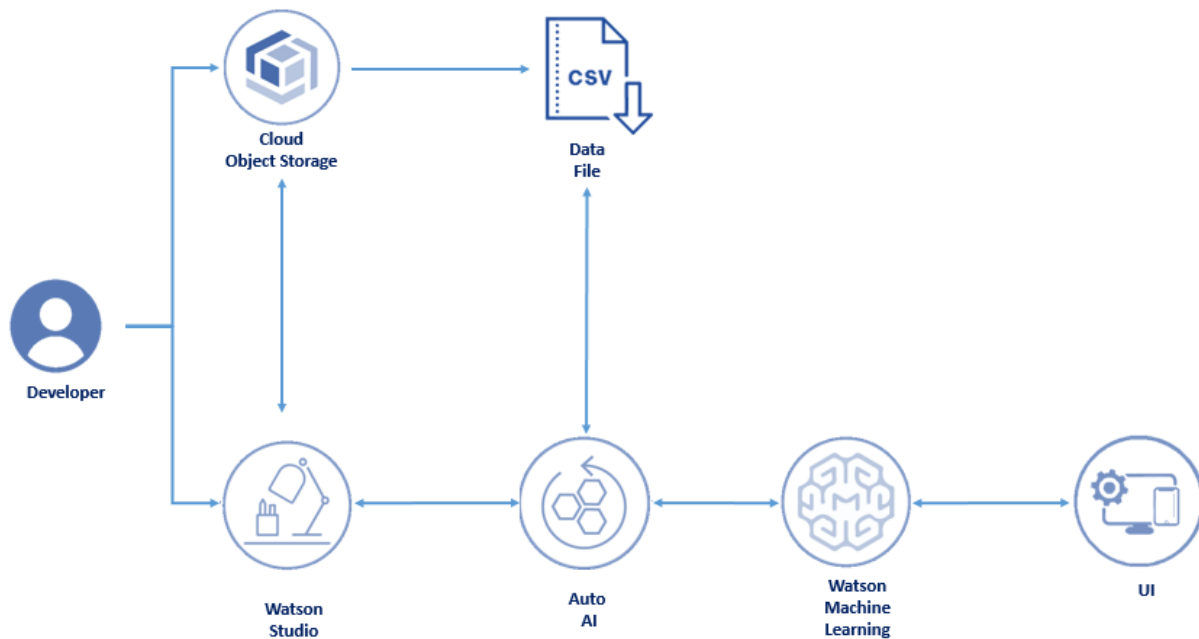 CSV
Cloud
Object Storage
Data
File
Developer
Watson
Studio
Auto
AI
Watson
Machine
Learning
UI